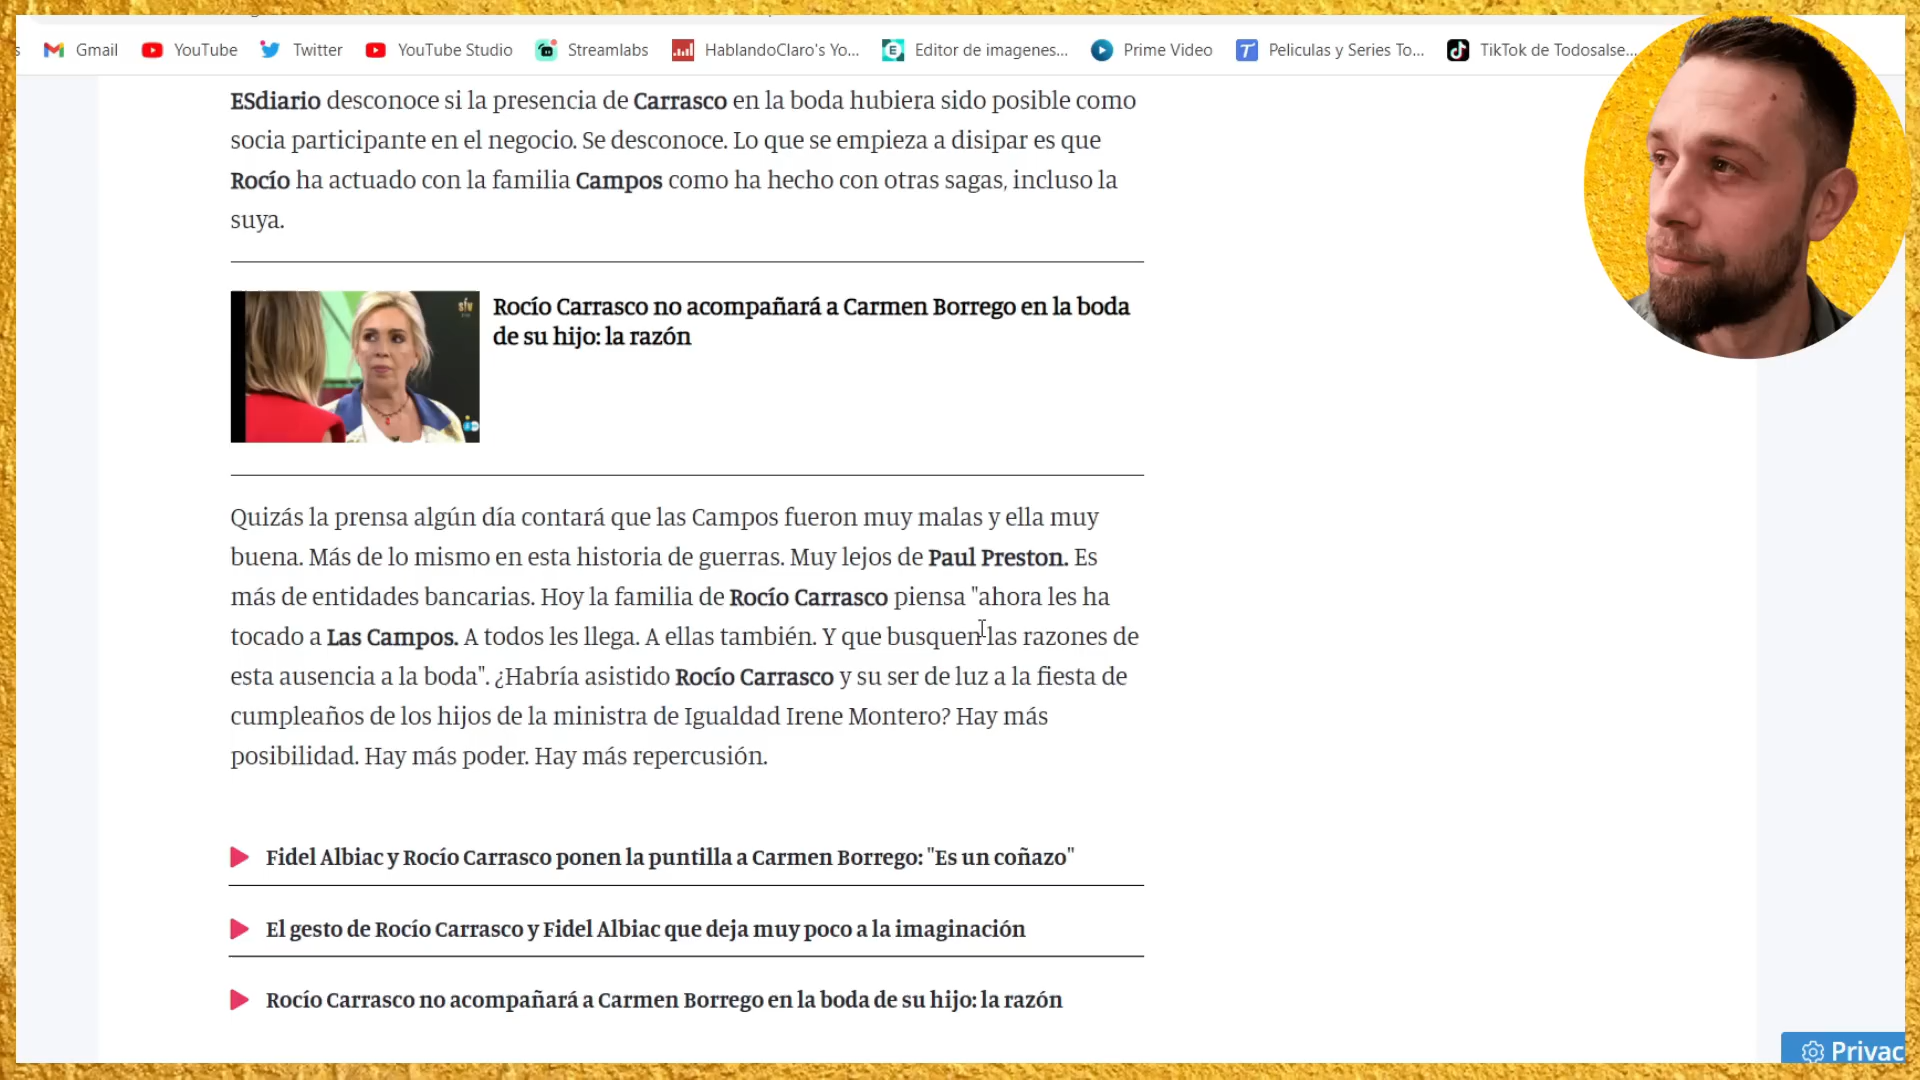 Gmail YouTube Twitter YouTube Studio Streamlabs HablandoClaro's Yo... Editor de imagenes... Prime Video Peliculas y Series To... TikTok de Todosalse...
ESdiario desconoce si la presencia de Carrasco en la boda hubiera sido posible como
socia participante en el negocio. Se desconoce. Lo que se empieza a disipar es que
Rocío ha actuado con la familia Campos como ha hecho con otras sagas, incluso la
suya.
Rocío Carrasco no acompañará a Carmen Borrego en la boda
de su hijo: la razón
Quizás la prensa algún día contará que las Campos fueron muy malas y ella muy
buena. Más de lo mismo en esta historia de guerras. Muy lejos de Paul Preston. Es
más de entidades bancarias. Hoy la familia de Rocío Carrasco piensa "ahora les ha
tocado a Las Campos. A todos les llega. A ellas también. Y que busquen las razones de
esta ausencia a la boda". ¿Habría asistido Rocío Carrasco y su ser de luz a la fiesta de
cumpleaños de los hijos de la ministra de Igualdad Irene Montero? Hay más
posibilidad. Hay más poder. Hay más repercusión.
Fidel Albiac y Rocío Carrasco ponen la puntilla a Carmen Borrego: "Es un coñazo"
El gesto de Rocío Carrasco y Fidel Albiac que deja muy poco a la imaginación
Rocío Carrasco no acompañará a Carmen Borrego en la boda de su hijo: la razón
Privac